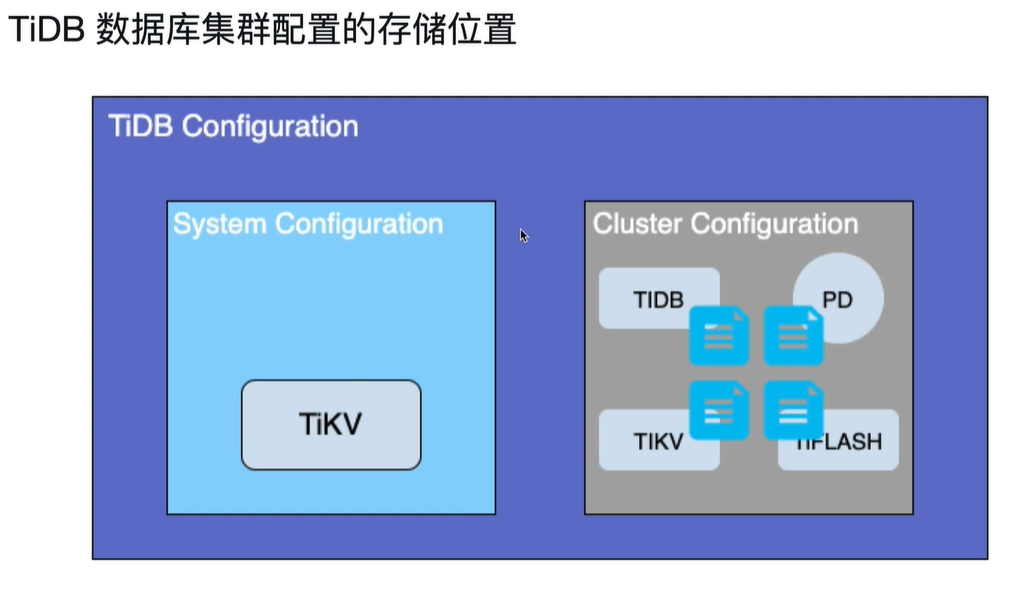 TiDB 数据库集群配置的存储位置
TiDB Configuration
System Configuration
TiKV
Cluster Configuration
TIDB
PD
TIKV
TIFLASH